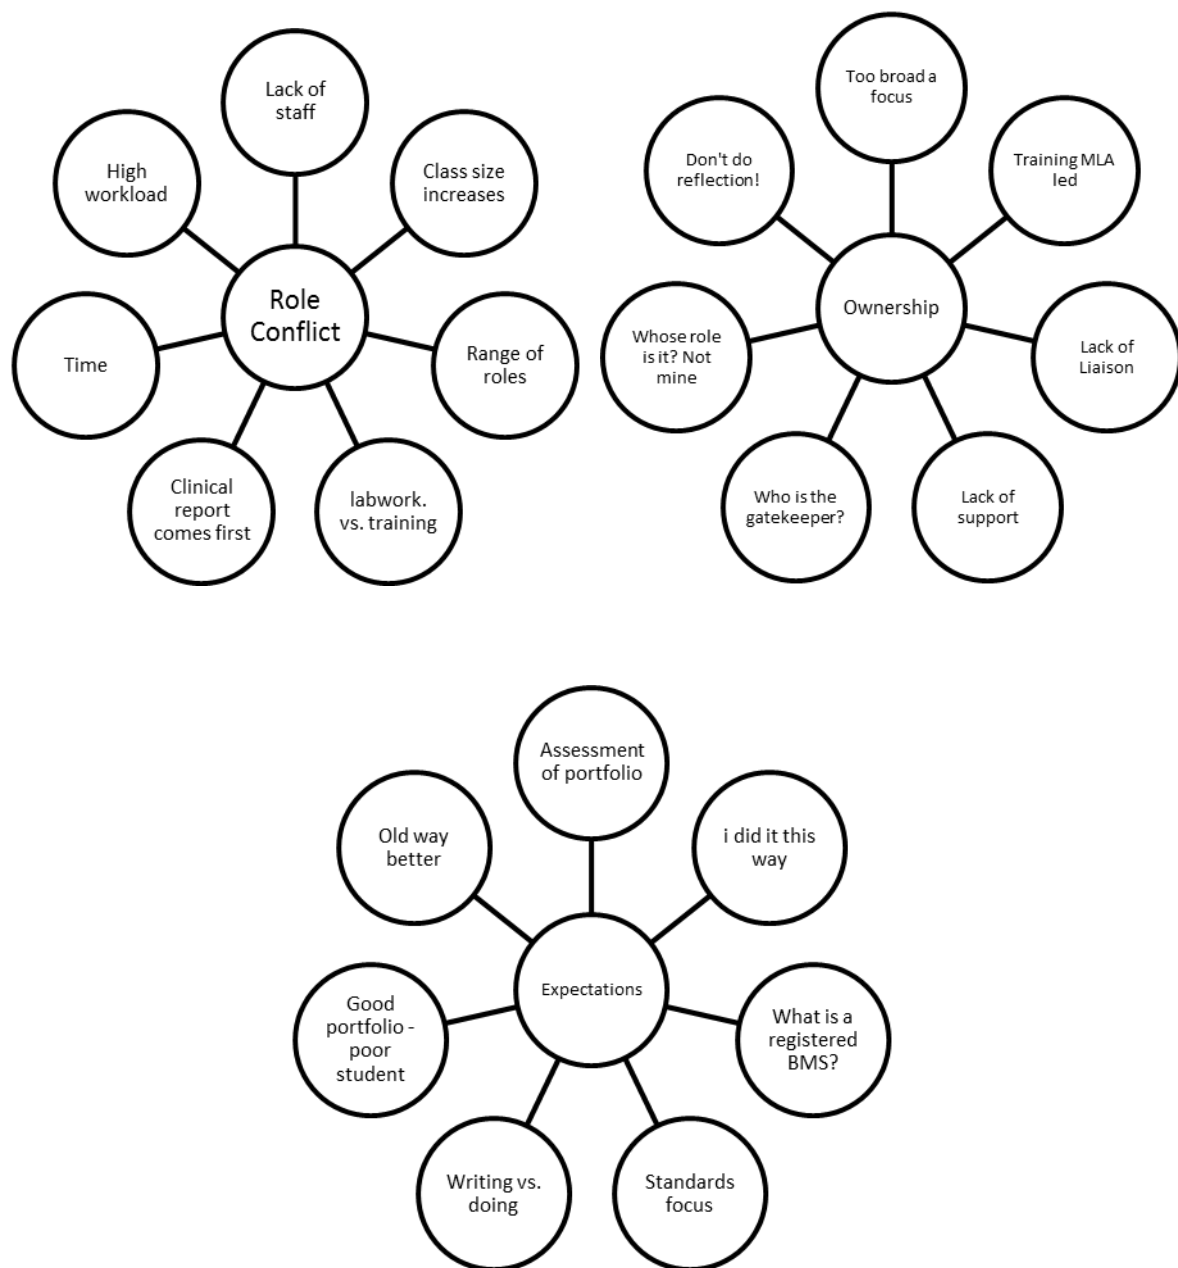 Lack of
staff
Class size
increases
Range of
roles
labwork.
vs. training
Clinical
report
comes first
Time
High
workload
Role
Conflict
Too broad a
focus
Training MLA
led
Lack of
Liaison
Lack of
support
Who is the
gatekeeper?
Whose role
is it? Not
mine
Don't do
reflection!
Ownership
Assessment
of portfolio
i did it this
way
What is a
registered
BMS?
Standards
focus
Writing vs.
doing
Good
portfolio -
poor
student
Old way
better
Expectations